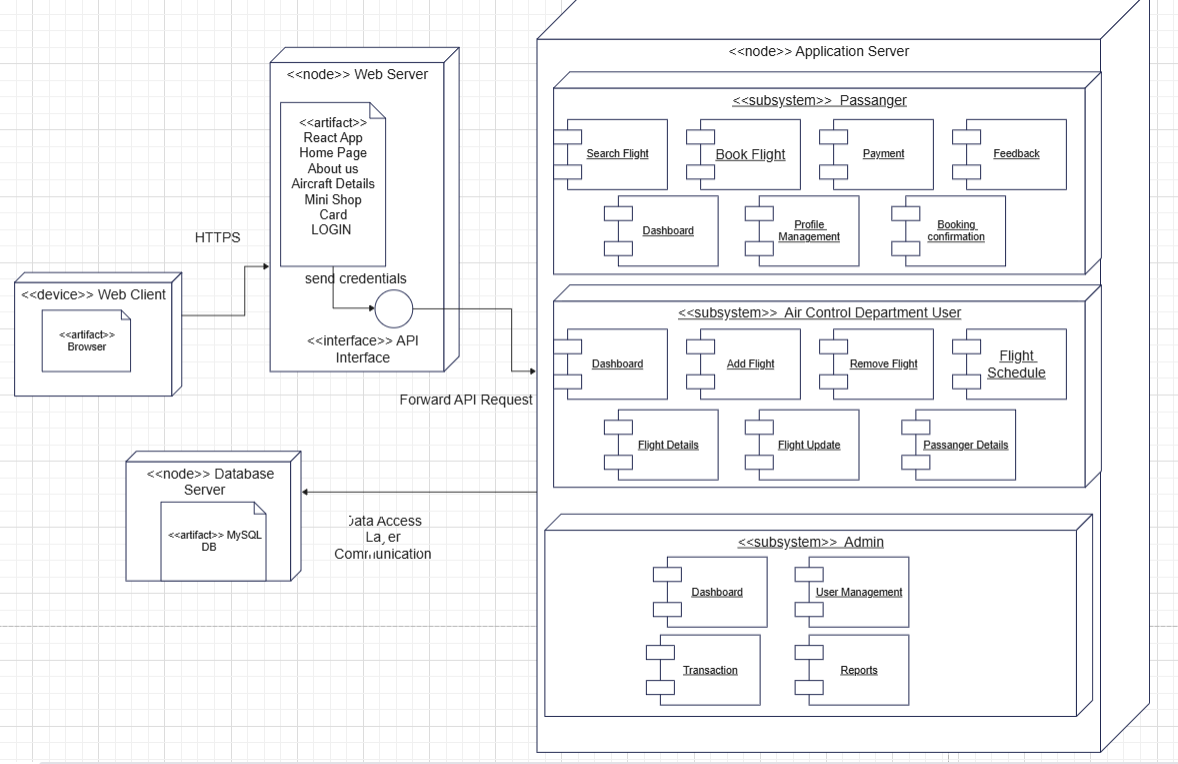 <<node>> Application Server
<<node>> Web Server
<<subsystem>>  Passanger
<<artifact>>
React App
Home Page
About us
Aircraft Details
Mini Shop
Card
LOGIN
Search Flight
Book Flight
Payment
Feedback
Dashboard
Profile
Management
Booking
confirmation
HTTPS
send credentials
<<device>> Web Client
<<artifact>>
Browser
<<interface>> API
Interface
Forward API Request
<<subsystem>>  Air Control Department User
Dashboard
Add Flight
Remove Flight
Flight
Schedule
Flight Details
Flight Update
Passanger Details
<<node>> Database
Server
<<artifact>> MySQL
DB
Data Access
Layer
Communication
<<subsystem>>  Admin
Dashboard
User Management
Transaction
Reports